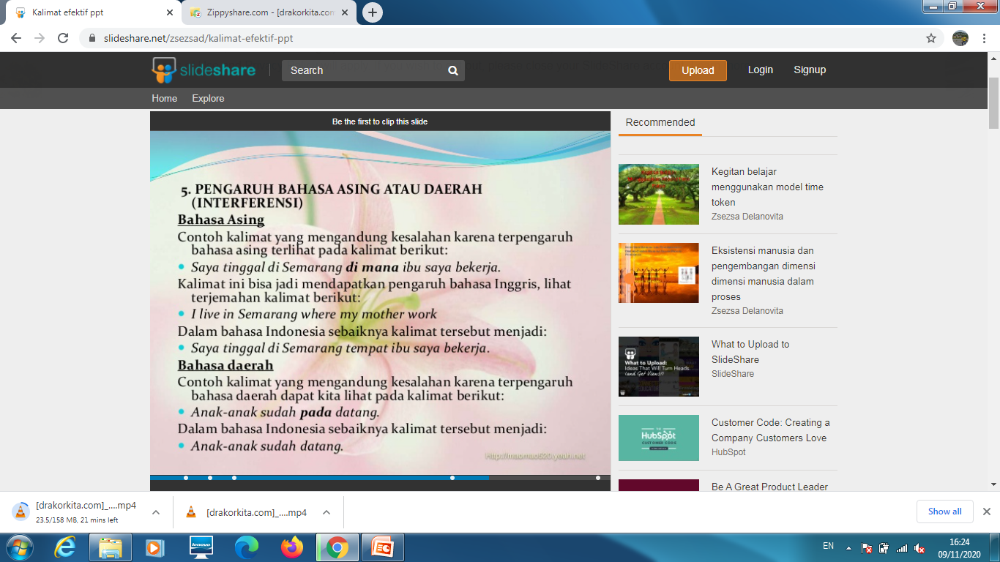 Kalimat efektif ppt
Zippyshare.com - [drakorkita.com
slideshare.net/zsezsad/kalimat-efektif-ppt
slideshare
Search
Upload
Login
Signup
Home
Explore
Be the first to clip this slide
5. PENGARUH BAHASA ASING ATAU DAERAH
(INTERFERENSI)
Bahasa Asing
Contoh kalimat yang mengandung kesalahan karena terpengaruh
bahasa asing terlihat pada kalimat berikut:
• Saya tinggal di Semarang di mana ibu saya bekerja.
Kalimat ini bisa jadi mendapatkan pengaruh bahasa Inggris, lihat
terjemahan kalimat berikut:
• I live in Semarang where my mother work
Dalam bahasa Indonesia sebaiknya kalimat tersebut menjadi:
• Saya tinggal di Semarang tempat ibu saya bekerja.
Bahasa daerah
Contoh kalimat yang mengandung kesalahan karena terpengaruh
bahasa daerah dapat kita lihat pada kalimat berikut:
• Anak-anak sudah pada datang.
Dalam bahasa Indonesia sebaiknya kalimat tersebut menjadi:
• Anak-anak sudah datang.
Http://maomao520.yeah.net
Recommended
Kegitan belajar
menggunakan model time
token
Zsezsa Delanovita
Eksistensi manusia dan
pengembangan dimensi
dimensi manusia dalam
proses
Zsezsa Delanovita
What to Upload:
Ideas That Will Turn Heads
(and Get Views!)
What to Upload to
SlideShare
SlideShare
HubSpot
CUSTOMER CODE
Customer Code: Creating a
Company Customers Love
HubSpot
Be A Great Product Leader
[drakorkita.com]_....mp4
23.5/158 MB, 21 mins left
[drakorkita.com]_....mp4
Show all
lenovo
EN
16:24
09/11/2020